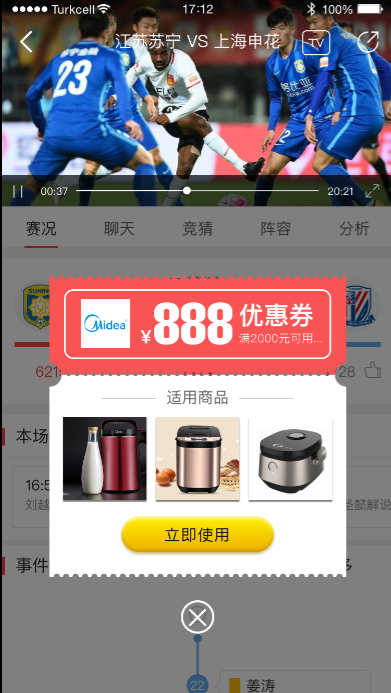 Turkcell 17:12 100%
江苏苏宁 VS 上海申花 TV
23
00:37 20:21
赛况 聊天 竞猜 阵容 分析
Midea ¥888 优惠券
满2000元可用...
621 28
适用商品
本场
16:5
刘越 解说
立即使用
事件
22 姜涛